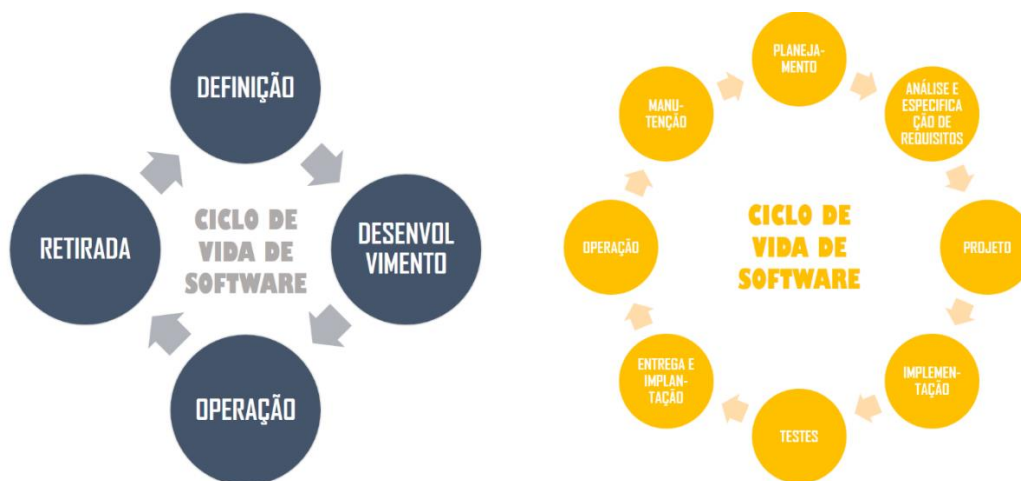 DEFINIÇÃO
DESENVOL
VIMENTO
OPERAÇÃO
RETIRADA
CICLO DE
VIDA DE
SOFTWARE
PLANEJA-
MENTO
ANÁLISE E
ESPECIFICA
ÇÃO DE
REQUISITOS
PROJETO
IMPLEMEN-
TAÇÃO
TESTES
ENTREGA E
IMPLAN-
TAÇÃO
OPERAÇÃO
MANU-
TENÇÃO
CICLO DE
VIDA DE
SOFTWARE